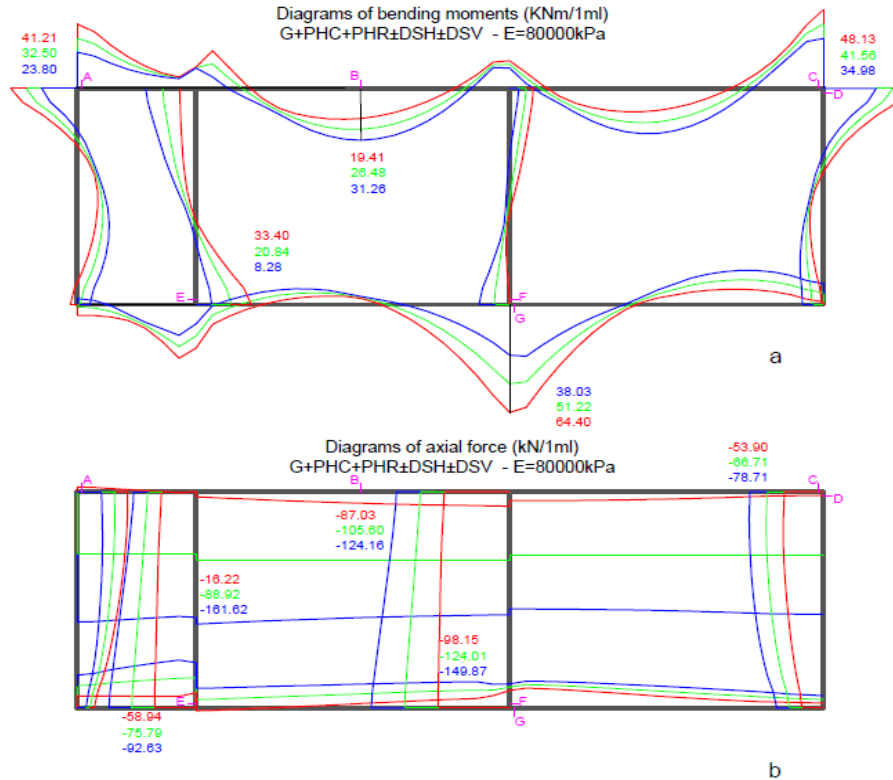 Diagrams of bending moments (KNm/1ml)
G+PHC+PHR±DSH±DSV - E=80000kPa
41.21
32.50
23.80
48.13
41.56
34.98
A
B
C
D
19.41
26.48
31.26
33.40
20.84
8.28
E
F
G
a
38.03
51.22
64.40
Diagrams of axial force (kN/1ml)
G+PHC+PHR±DSH±DSV - E=80000kPa
-53.90
-66.71
-78.71
A
B
C
D
-87.03
-105.60
-124.16
-16.22
-88.92
-161.62
-98.15
-124.01
-149.87
E
F
G
-58.94
-75.79
-92.63
b